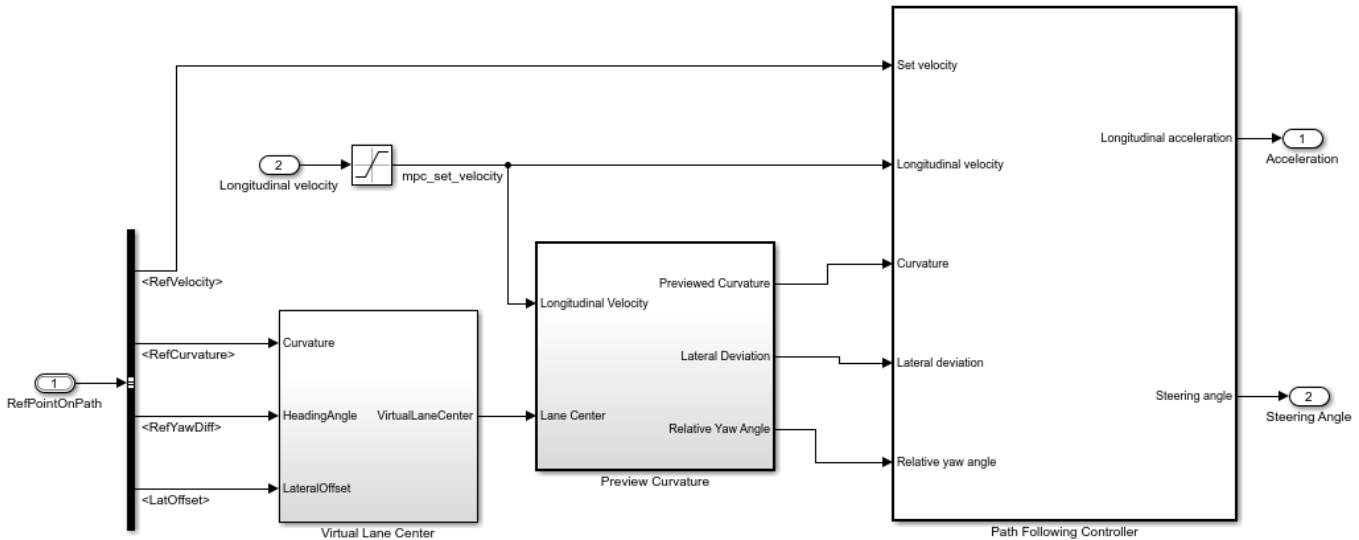 Set velocity
Longitudinal acceleration
1
Acceleration
2
Longitudinal velocity
mpc_set_velocity
Longitudinal velocity
<RefVelocity>
Previewed Curvature
Curvature
Longitudinal Velocity
Curvature
<RefCurvature>
Lateral Deviation
Lateral deviation
1
RefPointOnPath
HeadingAngle
<RefYawDiff>
VirtualLaneCenter
Lane Center
Relative Yaw Angle
Steering angle
2
Steering Angle
Relative yaw angle
LateralOffset
<LatOffset>
Preview Curvature
Virtual Lane Center
Path Following Controller